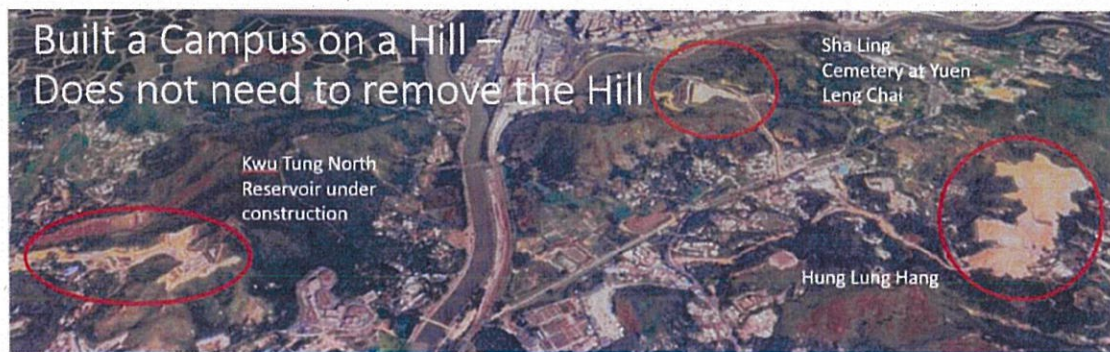 Built a Campus on a Hill –
Does not need to remove the Hill
Sha Ling
Cemetery at Yuen
Leng Chai
Kwu Tung North
Reservoir under
construction
Hung Lung Hang